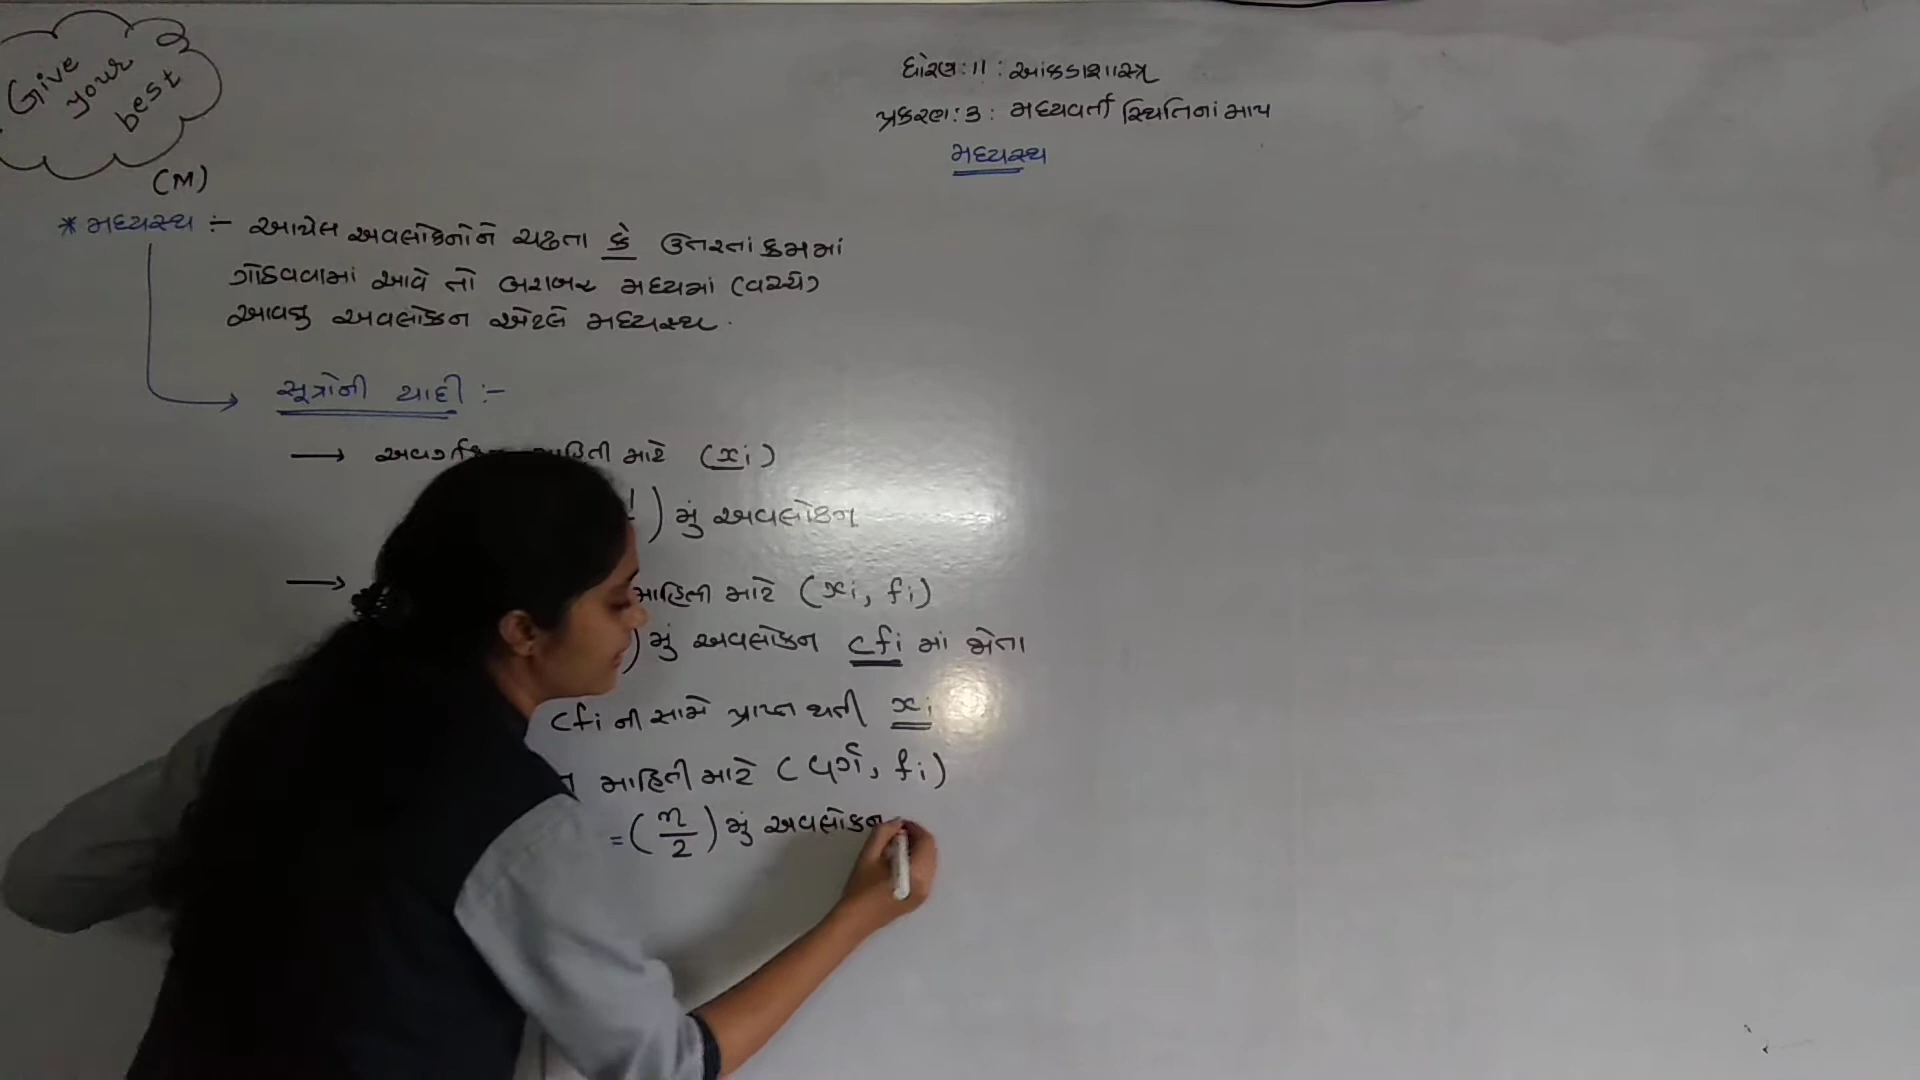 Give
your
best
ધોરણ : 11 : આંકડાશાસ્ત્ર
પ્રકરણ : 3 : મધ્યવર્તી સ્થિતિનાં માપ
મધ્યસ્થ
(M)
* મધ્યસ્થ :- આપેલ અવલોકનોને ચઢતા કે ઉતરતાં ક્રમમાં
ગોઠવવામાં આવે તો બરાબર મધ્યમાં (વચ્ચે)
આવતુ અવલોકન એટલે મધ્યસ્થ.
સૂત્રોની યાદી :-
→ માટે (xi)
) મું અવલોકન
→ માહિતી માટે (xi, fi)
) મું અવલોકન cfi માં જોતા
cfi ની સામે પ્રાપ્ત થતી xi
માહિતી માટે (વર્ગ, fi)
= (n/2) મું અવલોકન